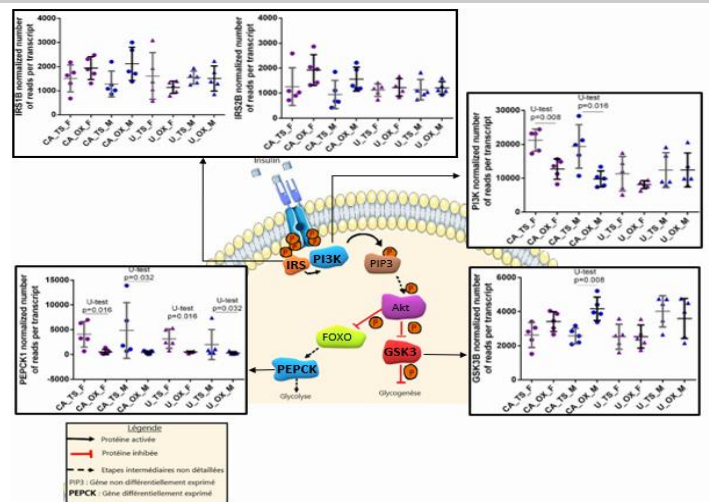 IRS1B normalized number
of reads per transcript
4000
3000
2000
1000
0
CA_TS_F
CA_OX_F
CA_TS_M
CA_OX_M
U_TS_F
U_OX_F
U_TS_M
U_OX_M
IRS2B normalized number
of reads per transcript
4000
3000
2000
1000
0
CA_TS_F
CA_OX_F
CA_TS_M
CA_OX_M
U_TS_F
U_OX_F
U_TS_M
U_OX_M
PI3K normalized number
of reads per transcript
30000
20000
10000
0
U-test
p=0.008
U-test
p=0.016
CA_TS_F
CA_OX_F
CA_TS_M
CA_OX_M
U_TS_F
U_OX_F
U_TS_M
U_OX_M
Insulin
P
P
P
P
P
P
IRS
PI3K
P
PIP3
P
Akt
P
P
FOXO
GSK3
P
PEPCK
Glycolyse
Glycogenèse
PEPCK1 normalized number
of reads per transcript
15000
10000
5000
0
-5000
U-test
p=0.016
U-test
p=0.032
U-test
p=0.016
U-test
p=0.032
CA_TS_F
CA_OX_F
CA_TS_M
CA_OX_M
U_TS_F
U_OX_F
U_TS_M
U_OX_M
GSK3B normalized number
of reads per transcript
6000
4000
2000
0
U-test
p=0.008
CA_TS_F
CA_OX_F
CA_TS_M
CA_OX_M
U_TS_F
U_OX_F
U_TS_M
U_OX_M
Légende
Protéine activée
Protéine inhibée
Etapes intermédiaires non détaillées
PIP3 : Gène non différentiellement exprimé
PEPCK : Gène différentiellement exprimé